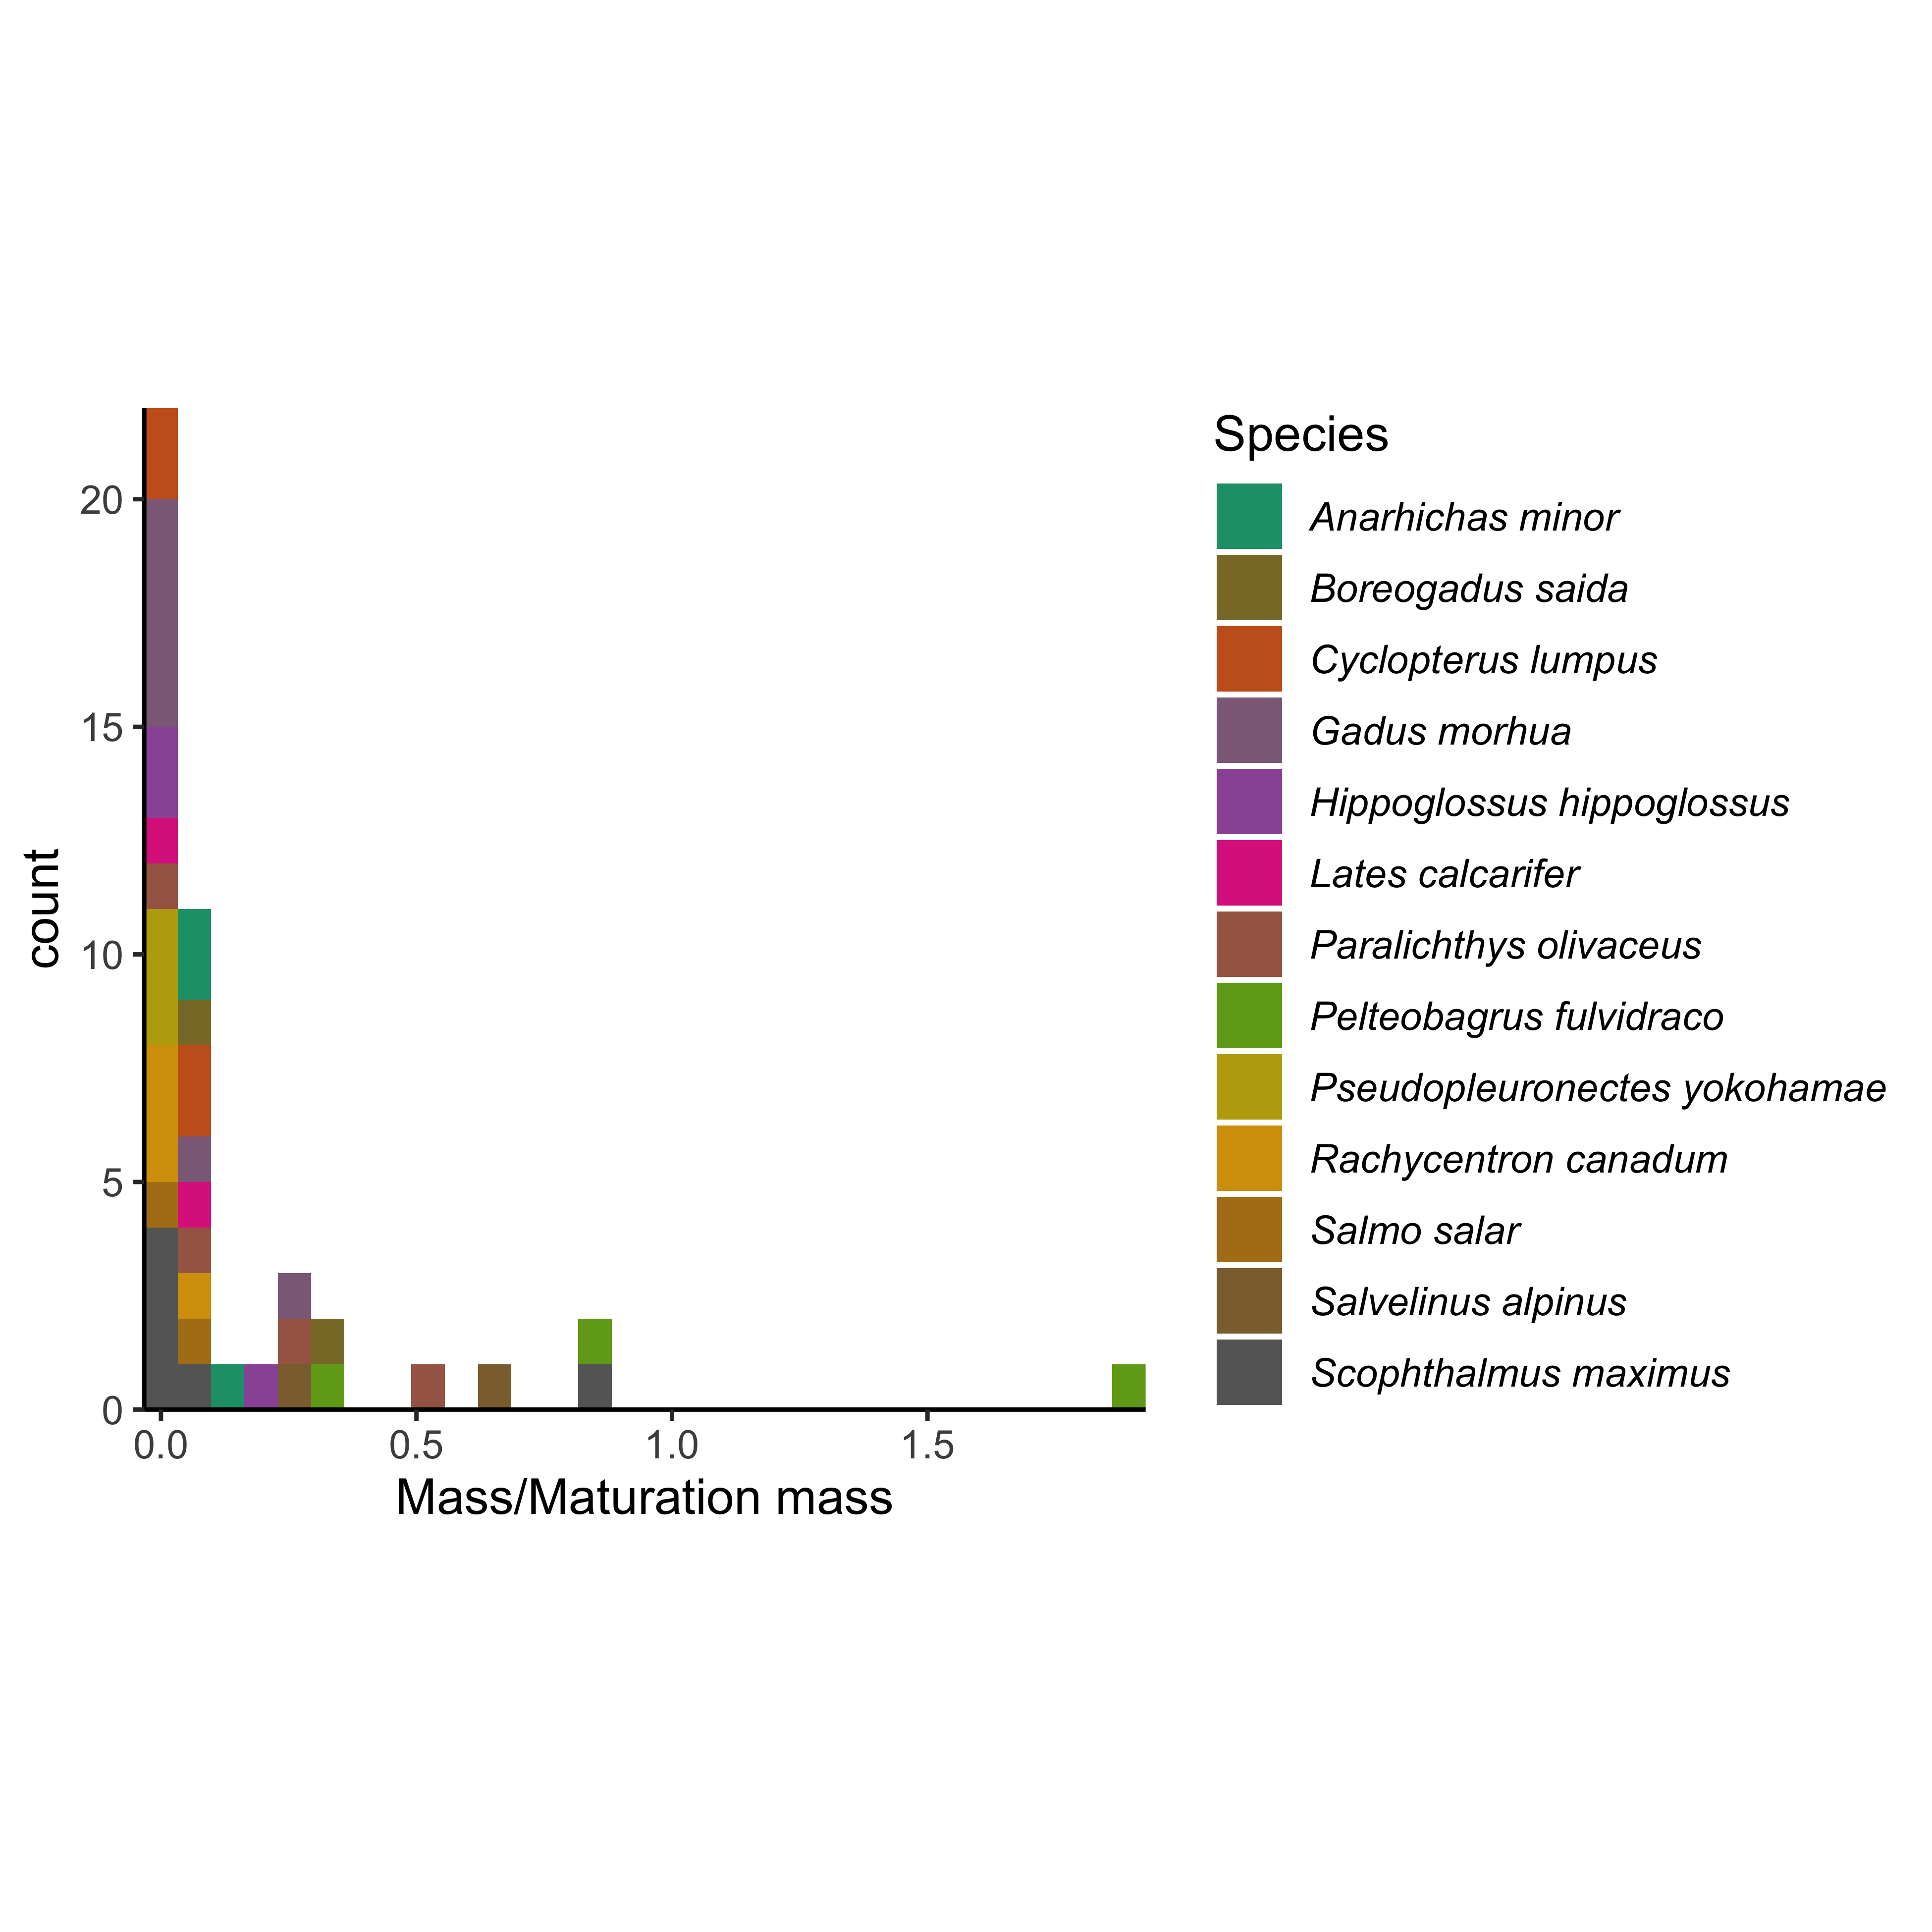 20
15
10
5
0
count
0.0 0.5 1.0 1.5
Mass/Maturation mass
Species
Anarhichas minor
Boreogadus saida
Cyclopterus lumpus
Gadus morhua
Hippoglossus hippoglossus
Lates calcarifer
Paralichthys olivaceus
Pelteobagrus fulvidraco
Pseudopleuronectes yokohamae
Rachycentron canadum
Salmo salar
Salvelinus alpinus
Scophthalmus maximus